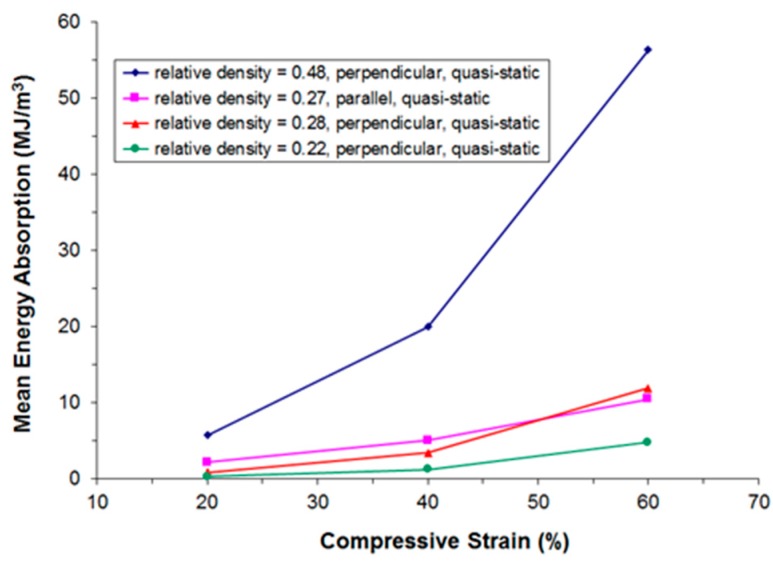 60
50
40
30
20
10
0
Mean Energy Absorption (MJ/m³)
relative density = 0.48, perpendicular, quasi-static
relative density = 0.27, parallel, quasi-static
relative density = 0.28, perpendicular, quasi-static
relative density = 0.22, perpendicular, quasi-static
10 20 30 40 50 60 70
Compressive Strain (%)